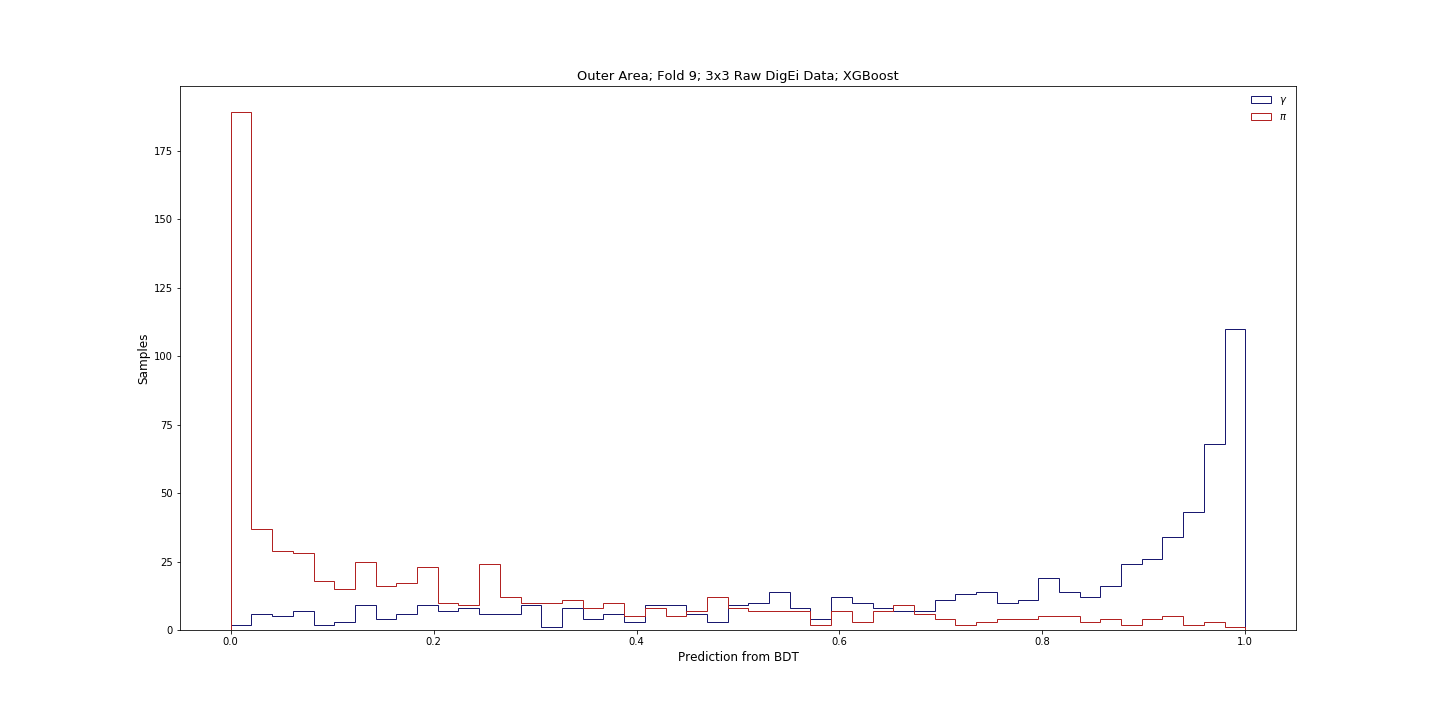 Outer Area; Fold 9; 3x3 Raw DigEi Data; XGBoost
γ
π
175
150
125
100
75
50
25
0
Samples
0.0 0.2 0.4 0.6 0.8 1.0
Prediction from BDT